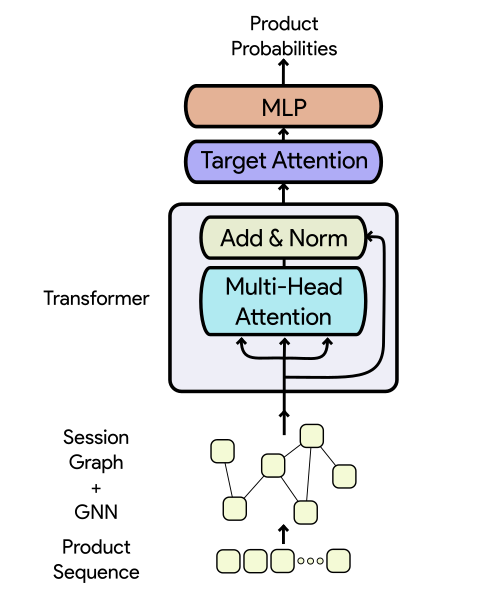 Product
Probabilities
MLP
Target Attention
Add & Norm
Multi-Head
Attention
Transformer
Session
Graph
+
GNN
Product
Sequence